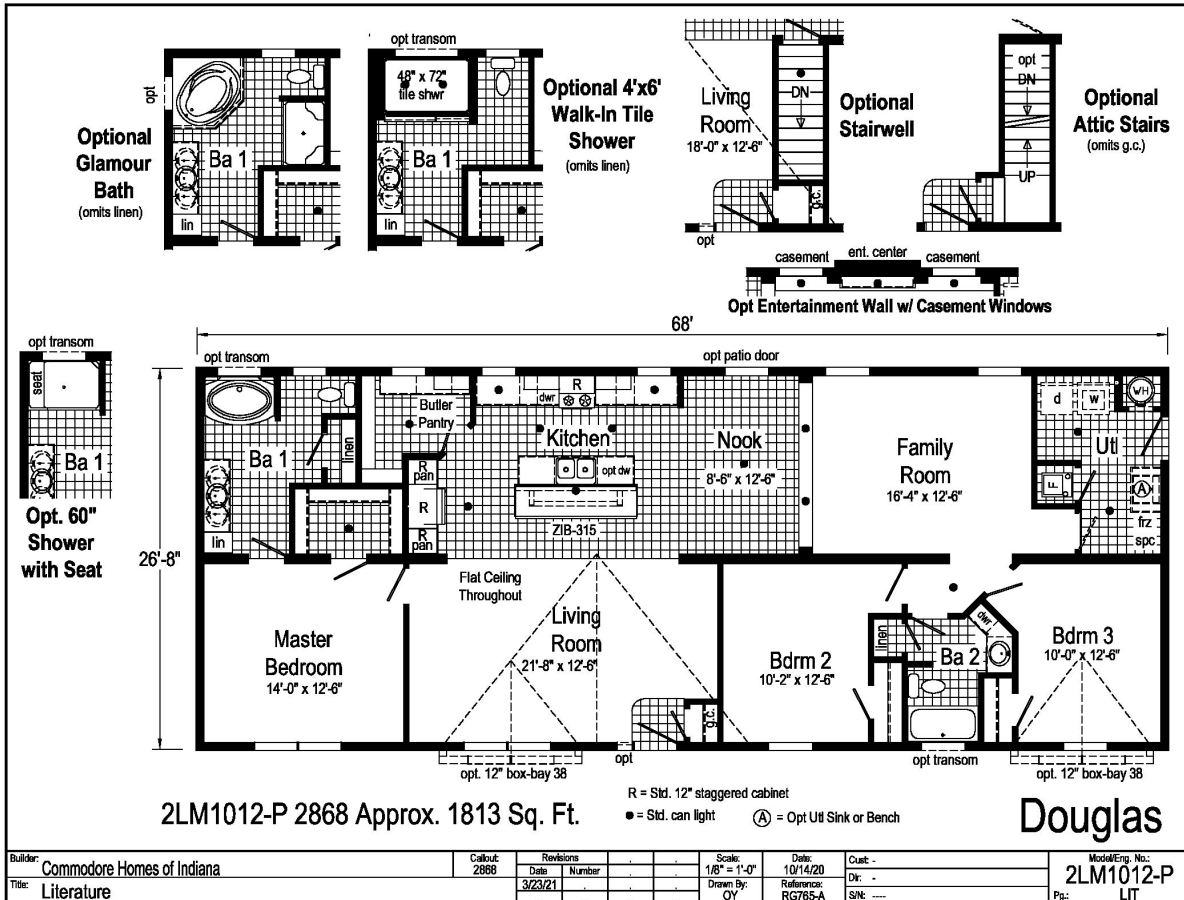 opt transom
opt
Optional
Glamour
Bath
(omits linen)
Ba 1
lin
48" x 72"
tile shwr
Ba 1
lin
Optional 4'x6'
Walk-In Tile
Shower
(omits linen)
Living
Room
18'-0" x 12'-6"
DN
g.c.
opt
Optional
Stairwell
opt
DN
UP
Optional
Attic Stairs
(omits g.c.)
casement
ent. center
casement
Opt Entertainment Wall w/ Casement Windows
68'
opt transom
seat
Ba 1
Opt. 60"
Shower
with Seat
opt transom
opt patio door
26'-8"
Ba 1
linen
lin
Butler
Pantry
R
pan
R
R
pan
dwr
R
Kitchen
opt dw
ZIB-315
Nook
8'-6" x 12'-6"
Family
Room
16'-4" x 12'-6"
d
w
WH
Utl
F
A
frz
spc
Master
Bedroom
14'-0" x 12'-6"
Flat Ceiling
Throughout
Living
Room
21'-8" x 12'-6"
g.c.
Bdrm 2
10'-2" x 12'-6"
linen
Ba 2
dwr
Bdrm 3
10'-0" x 12'-6"
opt. 12" box-bay 38
opt
opt transom
opt. 12" box-bay 38
2LM1012-P 2868 Approx. 1813 Sq. Ft.
R = Std. 12" staggered cabinet
● = Std. can light
Ⓐ = Opt Utl Sink or Bench
Douglas
Builder: Commodore Homes of Indiana
Title: Literature
Callout:
2868
Revisions
Date Number
3/23/21
Scale:
1/8" = 1'-0"
Drawn By:
OY
Date:
10/14/20
Reference:
RG765-A
Cust: -
Dir: -
S/N: ----
Model/Eng. No.:
2LM1012-P
Pg.: LIT